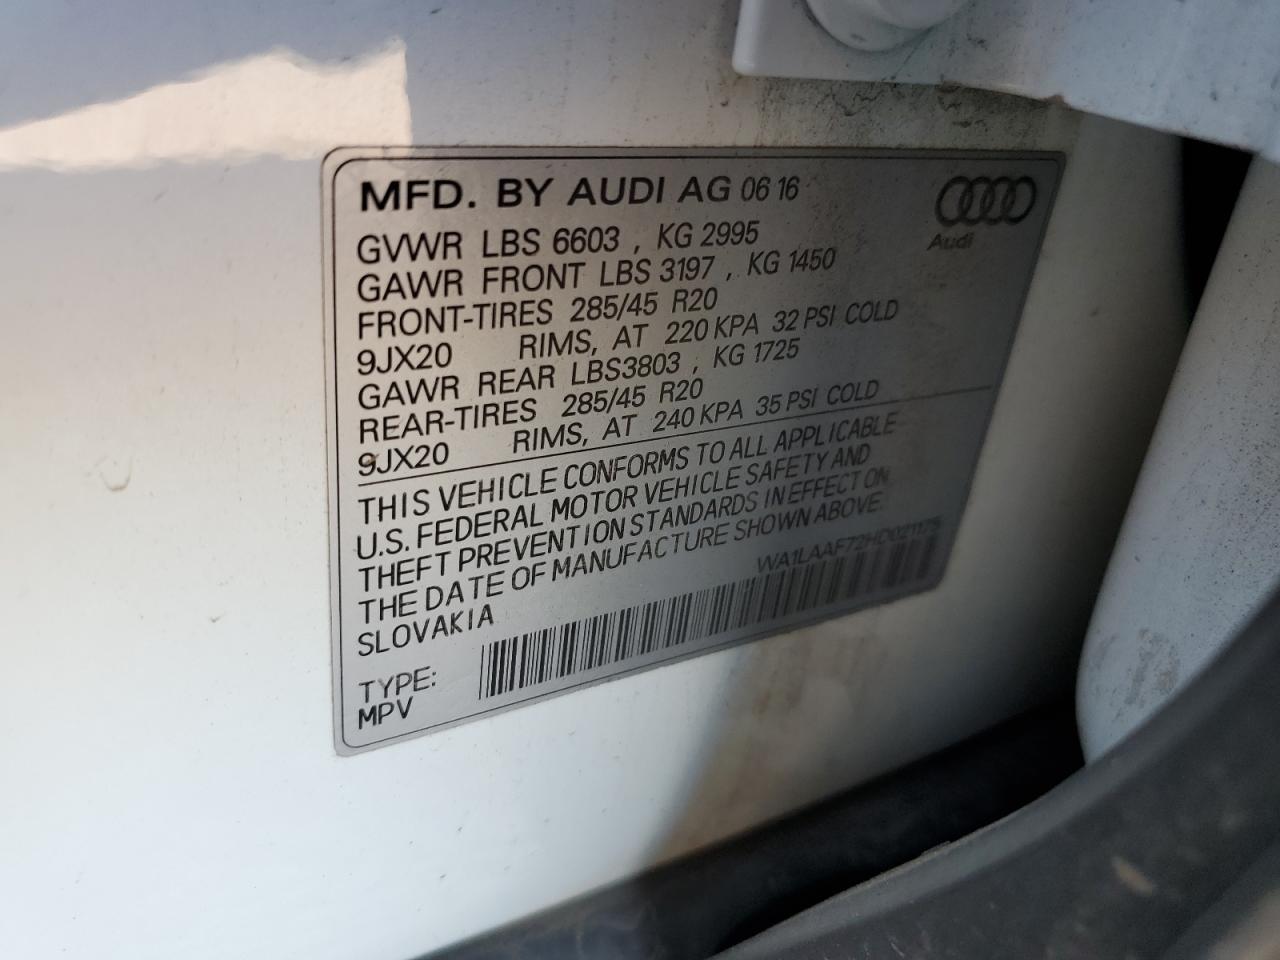 MFD. BY AUDI AG 06 16
Audi
GVWR LBS 6603 , KG 2995
GAWR FRONT LBS 3197 , KG 1450
FRONT-TIRES 285/45 R20
9JX20 RIMS, AT 220 KPA 32 PSI COLD
GAWR REAR LBS3803 , KG 1725
REAR-TIRES 285/45 R20
9JX20 RIMS, AT 240 KPA 35 PSI COLD
THIS VEHICLE CONFORMS TO ALL APPLICABLE
U.S. FEDERAL MOTOR VEHICLE SAFETY AND
THEFT PREVENTION STANDARDS IN EFFECT ON
THE DATE OF MANUFACTURE SHOWN ABOVE.
SLOVAKIA
WA1LAAF72HD021175
TYPE:
MPV